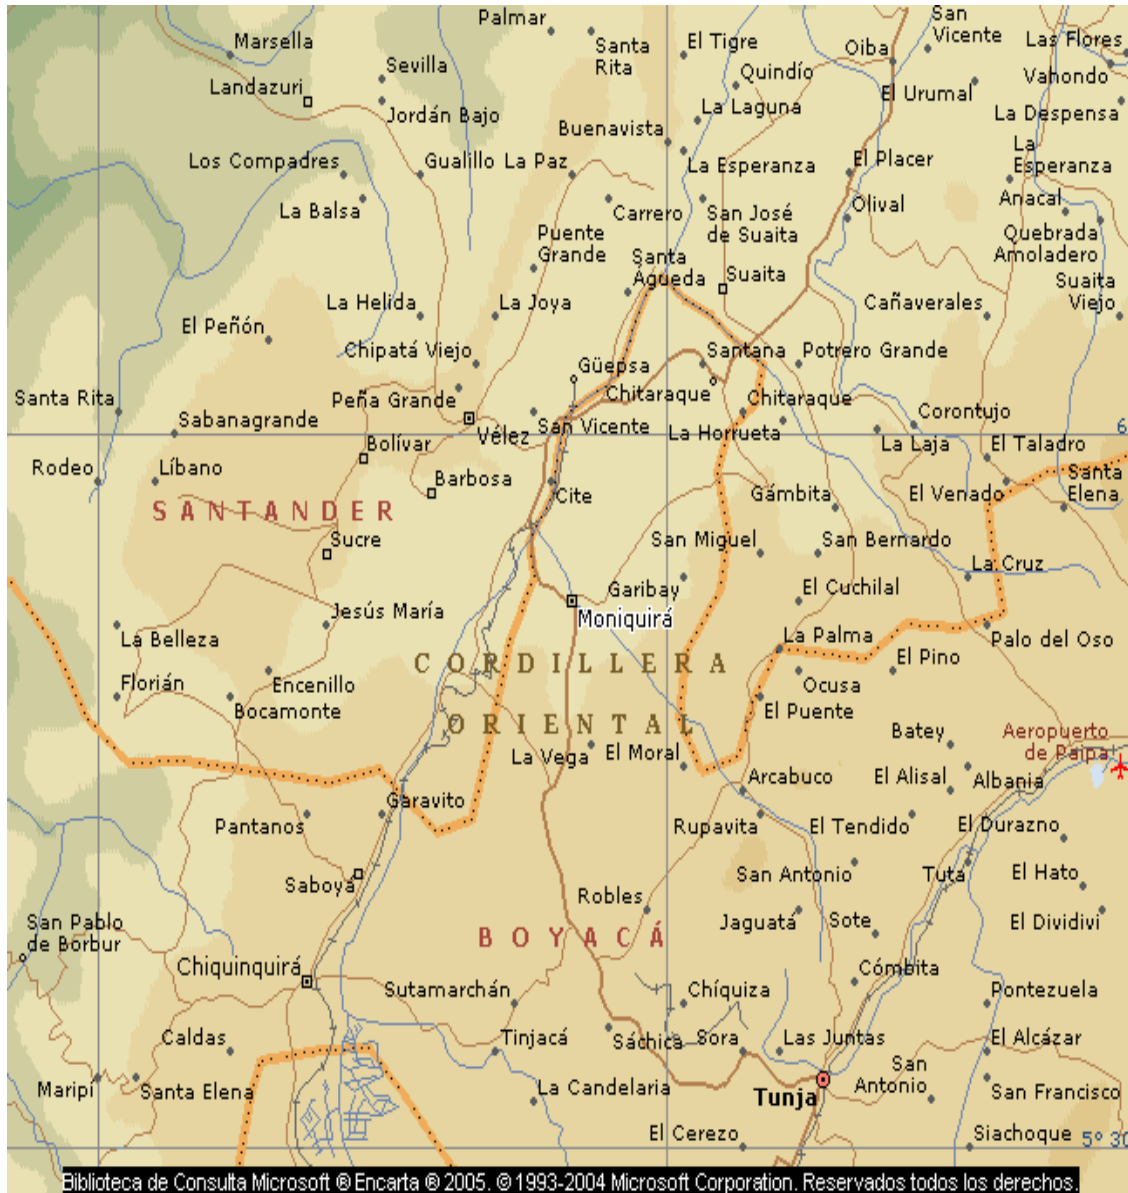 Palmar
San
Vicente
Marsella
Santa
Rita
El Tigre
Oiba
Las Flores
Sevilla
Quindío
Vahondo
Landazuri
El Urumal
Jordán Bajo
La Laguna
La Despensa
Buenavista
La
Esperanza
Los Compadres
Gualillo
La Paz
La Esperanza
El Placer
La Balsa
Carrero
San José
de Suaita
Olival
Anacal
Puente
Grande
Quebrada
Amoladero
Santa
Águeda
Suaita
Suaita
Viejo
La Helida
La Joya
Cañaverales
El Peñón
Chipatá Viejo
Güepsa
Santana
Potrero Grande
Santa Rita
Peña Grande
Chitaraque
Chitaraque
Corontujo
Sabanagrande
Vélez
San Vicente
La Horrueta
La Laja
El Taladro
6
Bolívar
Rodeo
Líbano
Barbosa
Cite
Gámbita
El Venado
Santa
Elena
SANTANDER
Sucre
San Miguel
San Bernardo
La Cruz
Garibay
El Cuchilal
Jesús María
Moniquirá
La Belleza
La Palma
Palo del Oso
CORDILLERA
ORIENTAL
El Pino
Florián
Encenillo
Ocusa
Bocamonte
El Puente
Batey
Aeropuerto
de Paipa
La Vega
El Moral
Arcabuco
El Alisal
Albania
Garavito
Pantanos
Rupavita
El Tendido
El Durazno
Saboyá
San Antonio
Tuta
El Hato
Robles
Jaguatá
Sote
El Dividivi
San Pablo
de Borbur
BOYACÁ
Chiquinquirá
Cómbita
Sutamarchán
Chíquiza
Pontezuela
Caldas
Tinjacá
Sáchica
Sora
Las Juntas
El Alcázar
San
Antonio
Maripí
Santa Elena
La Candelaria
Tunja
San Francisco
El Cerezo
Siachoque
5° 30
Biblioteca de Consulta Microsoft ® Encarta ® 2005. © 1993-2004 Microsoft Corporation. Reservados todos los derechos.